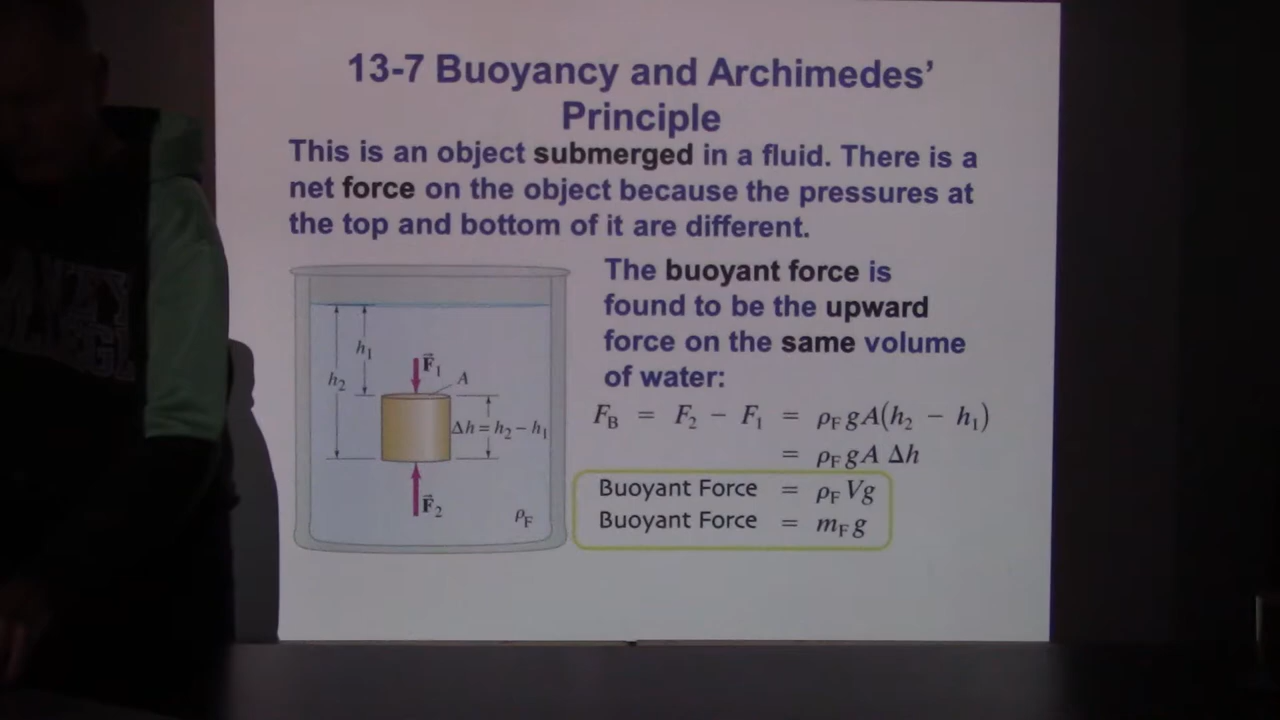 13-7 Buoyancy and Archimedes’
Principle
This is an object submerged in a fluid. There is a
net force on the object because the pressures at
the top and bottom of it are different.
The buoyant force is
found to be the upward
force on the same volume
of water:
h₁
h₂
F⃗₁
A
Δh = h₂ – h₁
F⃗₂
ρF
FB = F₂ − F₁ = ρF gA(h₂ − h₁)
= ρF gA Δh
Buoyant Force = ρF Vg
Buoyant Force = mF g